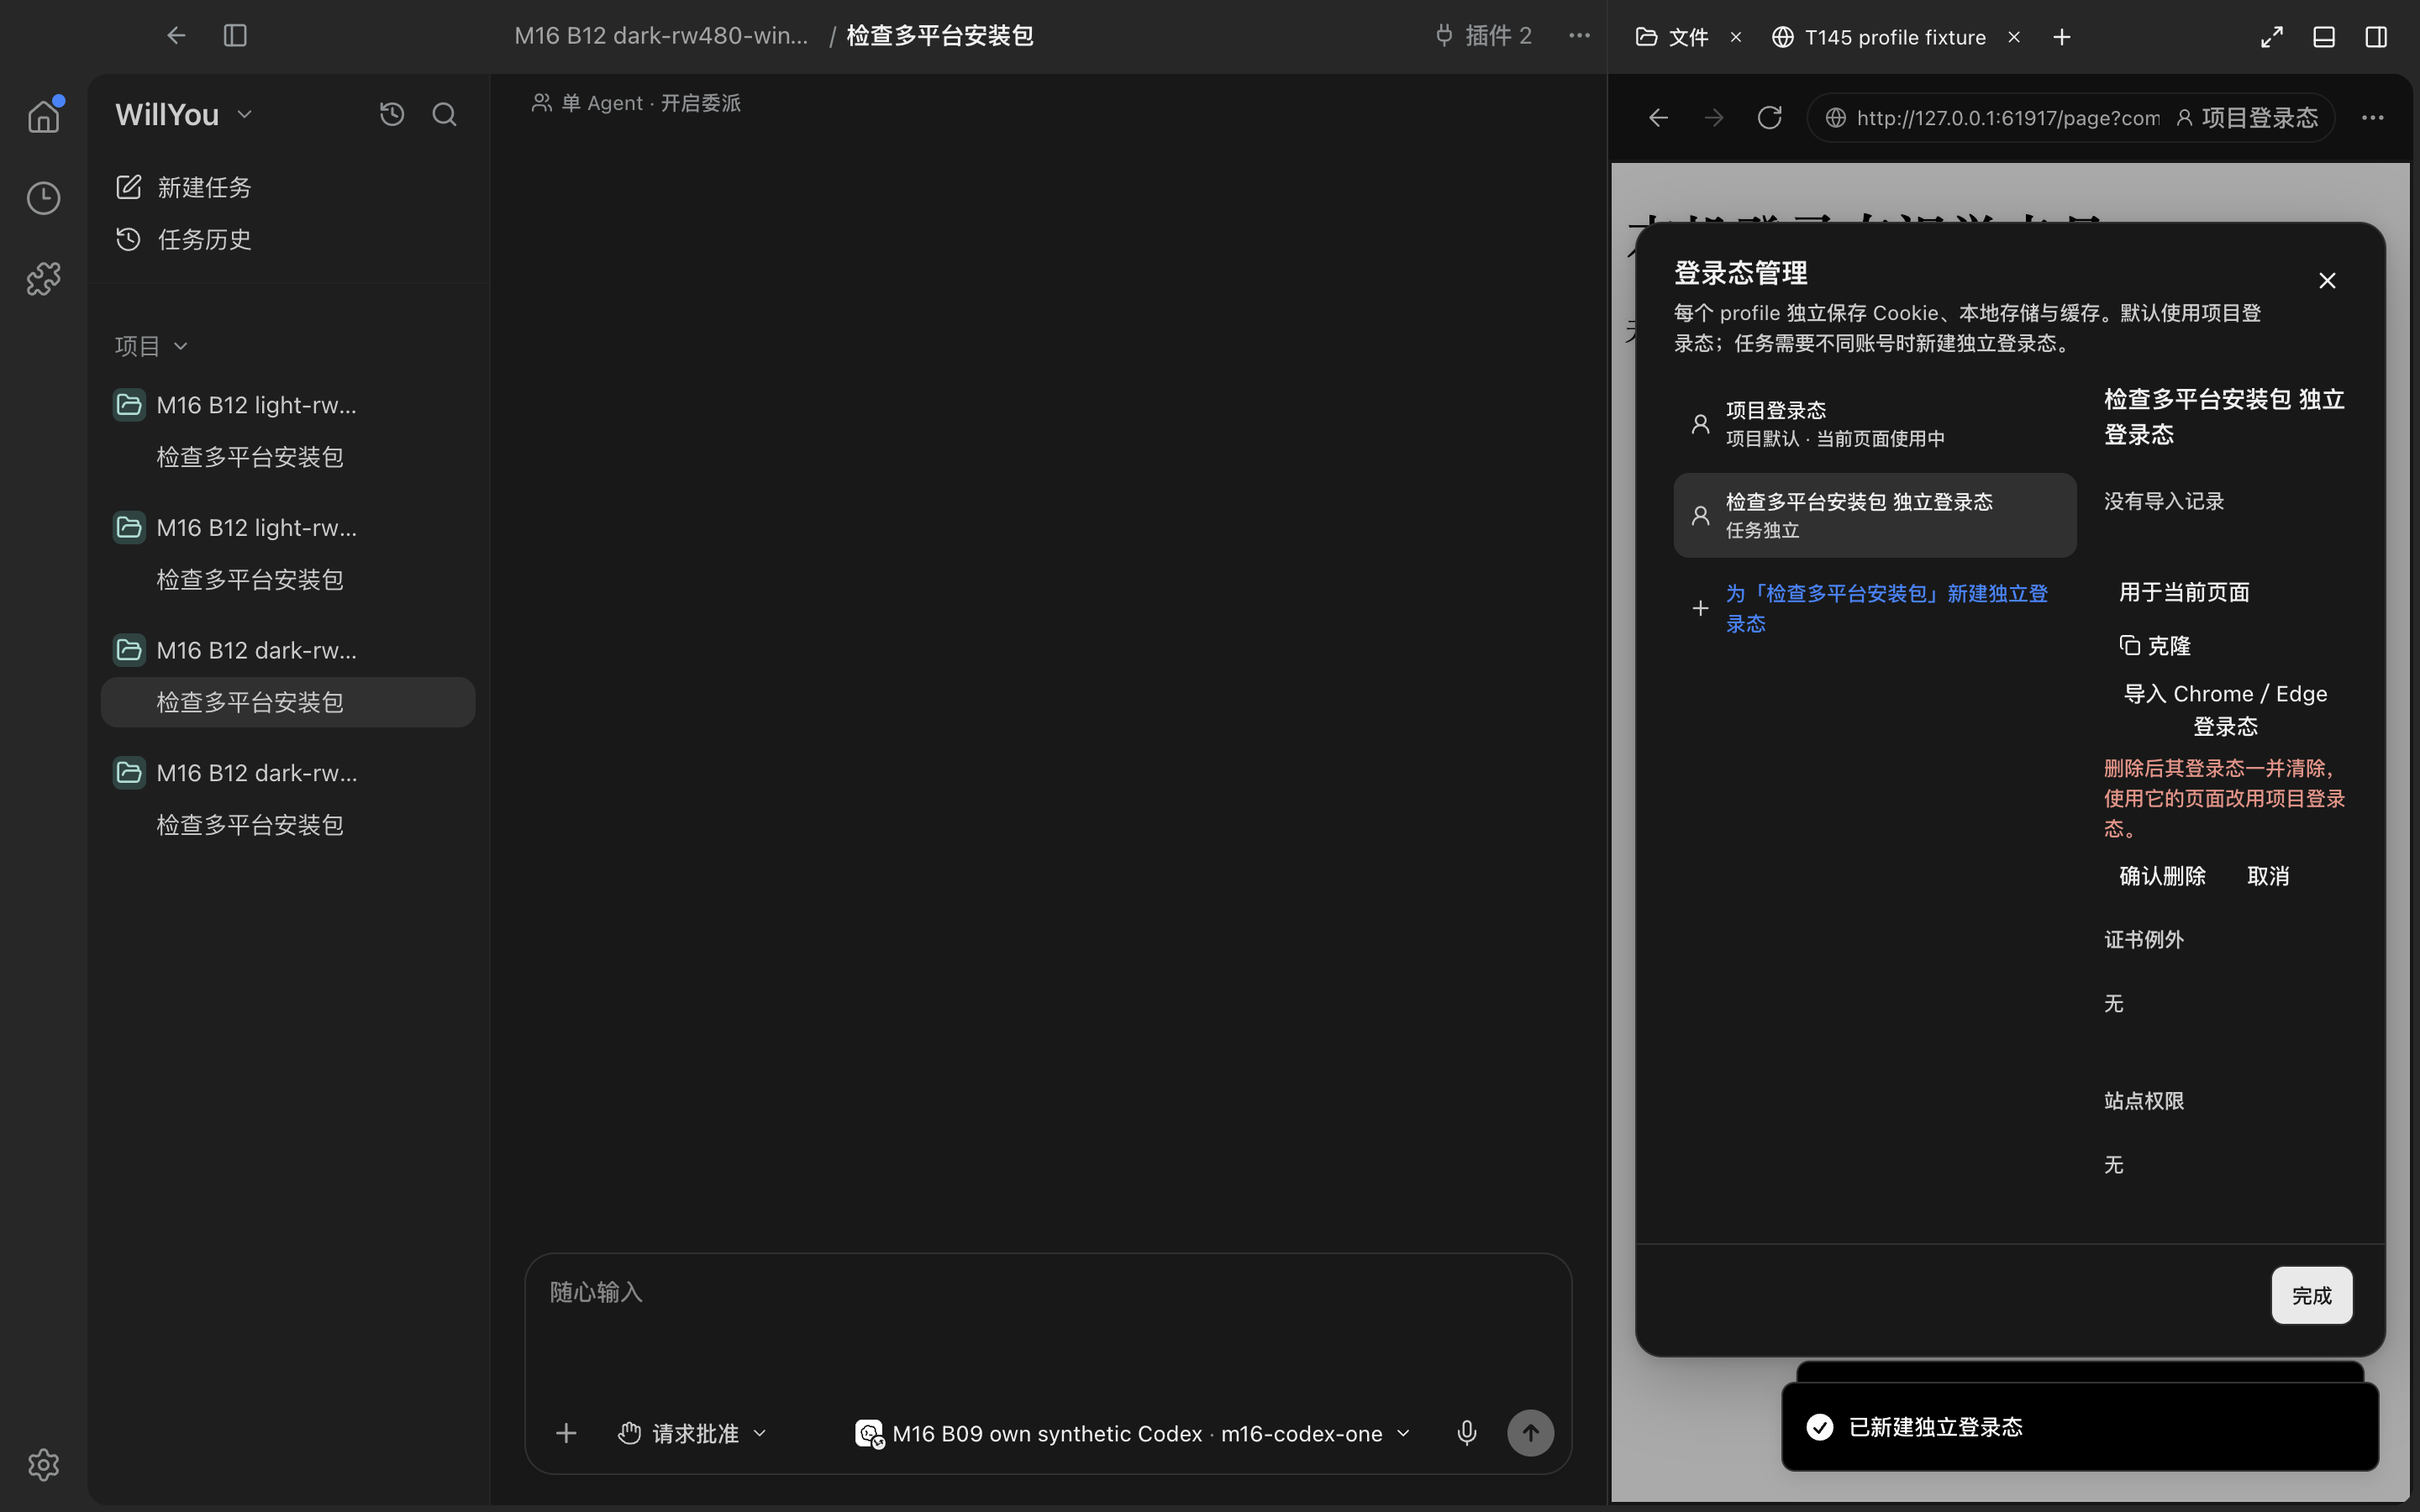 M16 B12 dark-rw480-win... / 检查多平台安装包
插件 2
文件
T145 profile fixture
WillYou
新建任务
任务历史
项目
M16 B12 light-rw...
检查多平台安装包
M16 B12 light-rw...
检查多平台安装包
M16 B12 dark-rw...
检查多平台安装包
M16 B12 dark-rw...
检查多平台安装包
单 Agent · 开启委派
随心输入
请求批准
M16 B09 own synthetic Codex · m16-codex-one
http://127.0.0.1:61917/page?com
项目登录态
登录态管理
每个 profile 独立保存 Cookie、本地存储与缓存。默认使用项目登
录态；任务需要不同账号时新建独立登录态。
项目登录态
项目默认 · 当前页面使用中
检查多平台安装包 独立登录态
任务独立
为「检查多平台安装包」新建独立登
录态
检查多平台安装包 独立
登录态
没有导入记录
用于当前页面
克隆
导入 Chrome / Edge
登录态
删除后其登录态一并清除，
使用它的页面改用项目登录
态。
确认删除
取消
证书例外
无
站点权限
无
完成
已新建独立登录态